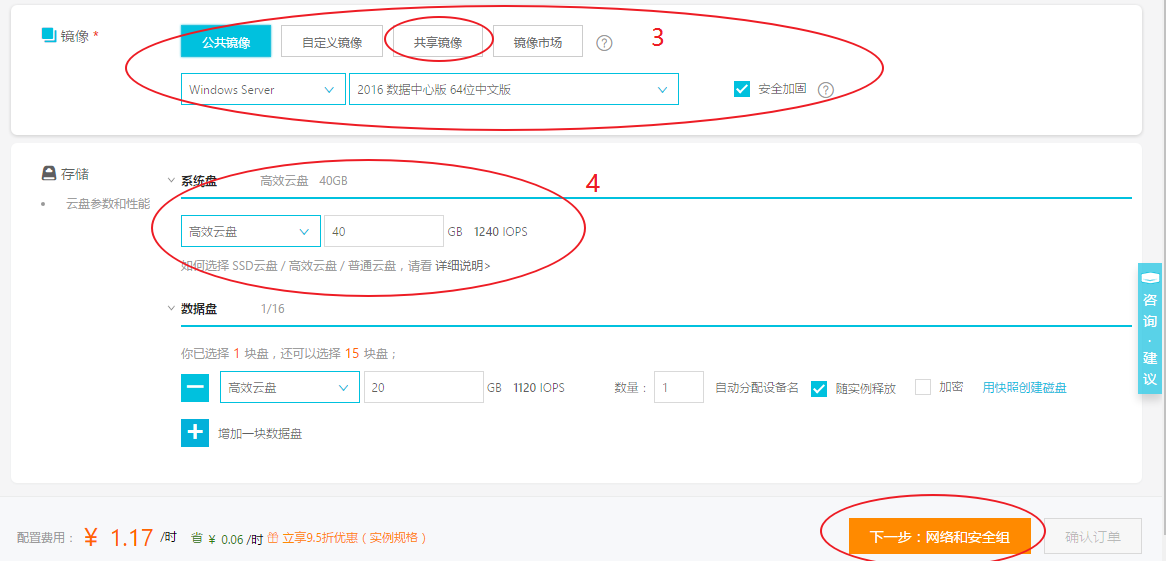 镜像 * 公共镜像 自定义镜像 共享镜像 镜像市场 ? 3
Windows Server 2016 数据中心版 64位中文版 安全加固 ?
存储 系统盘 高效云盘 40GB 4
云盘参数和性能
高效云盘 40 GB 1240 IOPS
如何选择 SSD云盘 / 高效云盘 / 普通云盘，请看 详细说明>
数据盘 1/16
你已选择 1 块盘，还可以选择 15 块盘；
高效云盘 20 GB 1120 IOPS 数量： 1 自动分配设备名 随实例释放 加密 用快照创建磁盘
增加一块数据盘
咨询·建议
配置费用： ¥ 1.17 /时 省 ¥ 0.06 /时 立享9.5折优惠（实例规格） 下一步：网络和安全组 确认订单